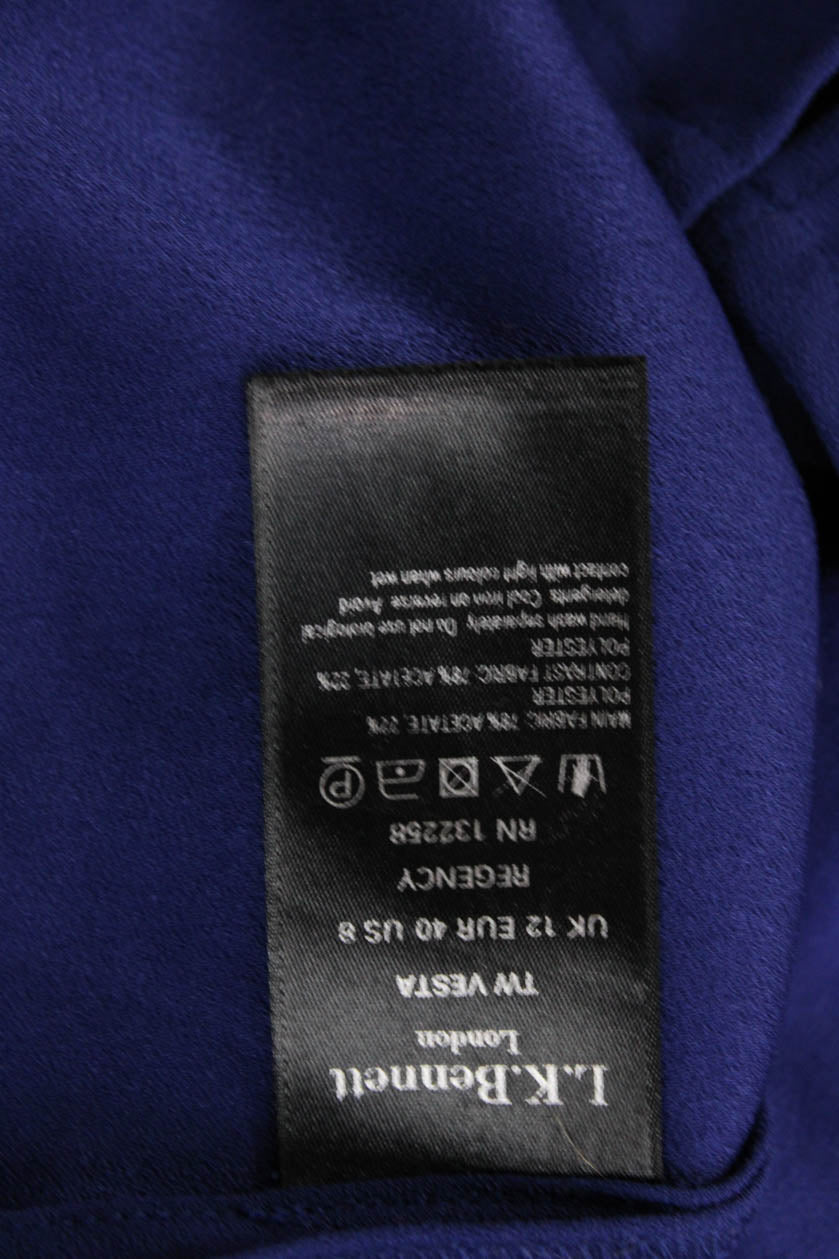 L.K.Bennett
London
TW VESTA
UK 12 EUR 40 US 8
REGENCY
RN 132258
P
MAIN FABRIC: 78% ACETATE, 22%
POLYESTER
CONTRAST FABRIC: 78% ACETATE, 22%
POLYESTER
Hand wash separately. Do not use biological
detergents. Cool iron on reverse. Avoid
contact with light colours when wet.